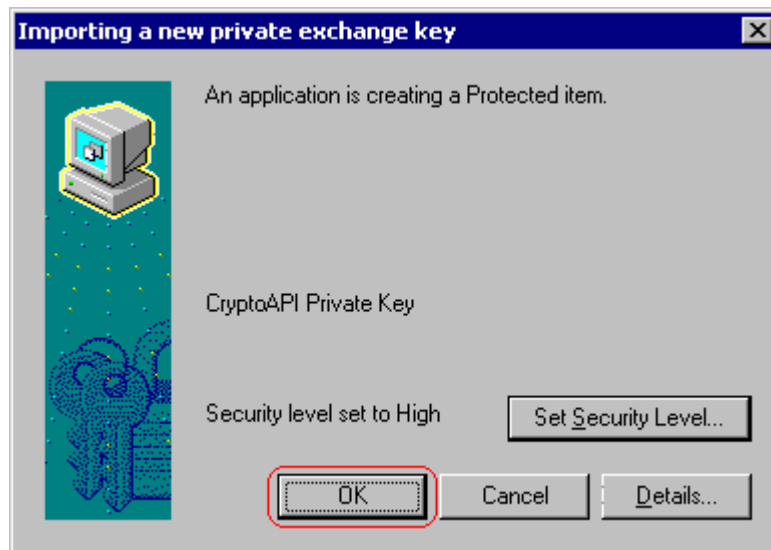 Importing a new private exchange key
An application is creating a Protected item.
CryptoAPI Private Key
Security level set to High
Set Security Level...
OK
Cancel
Details...